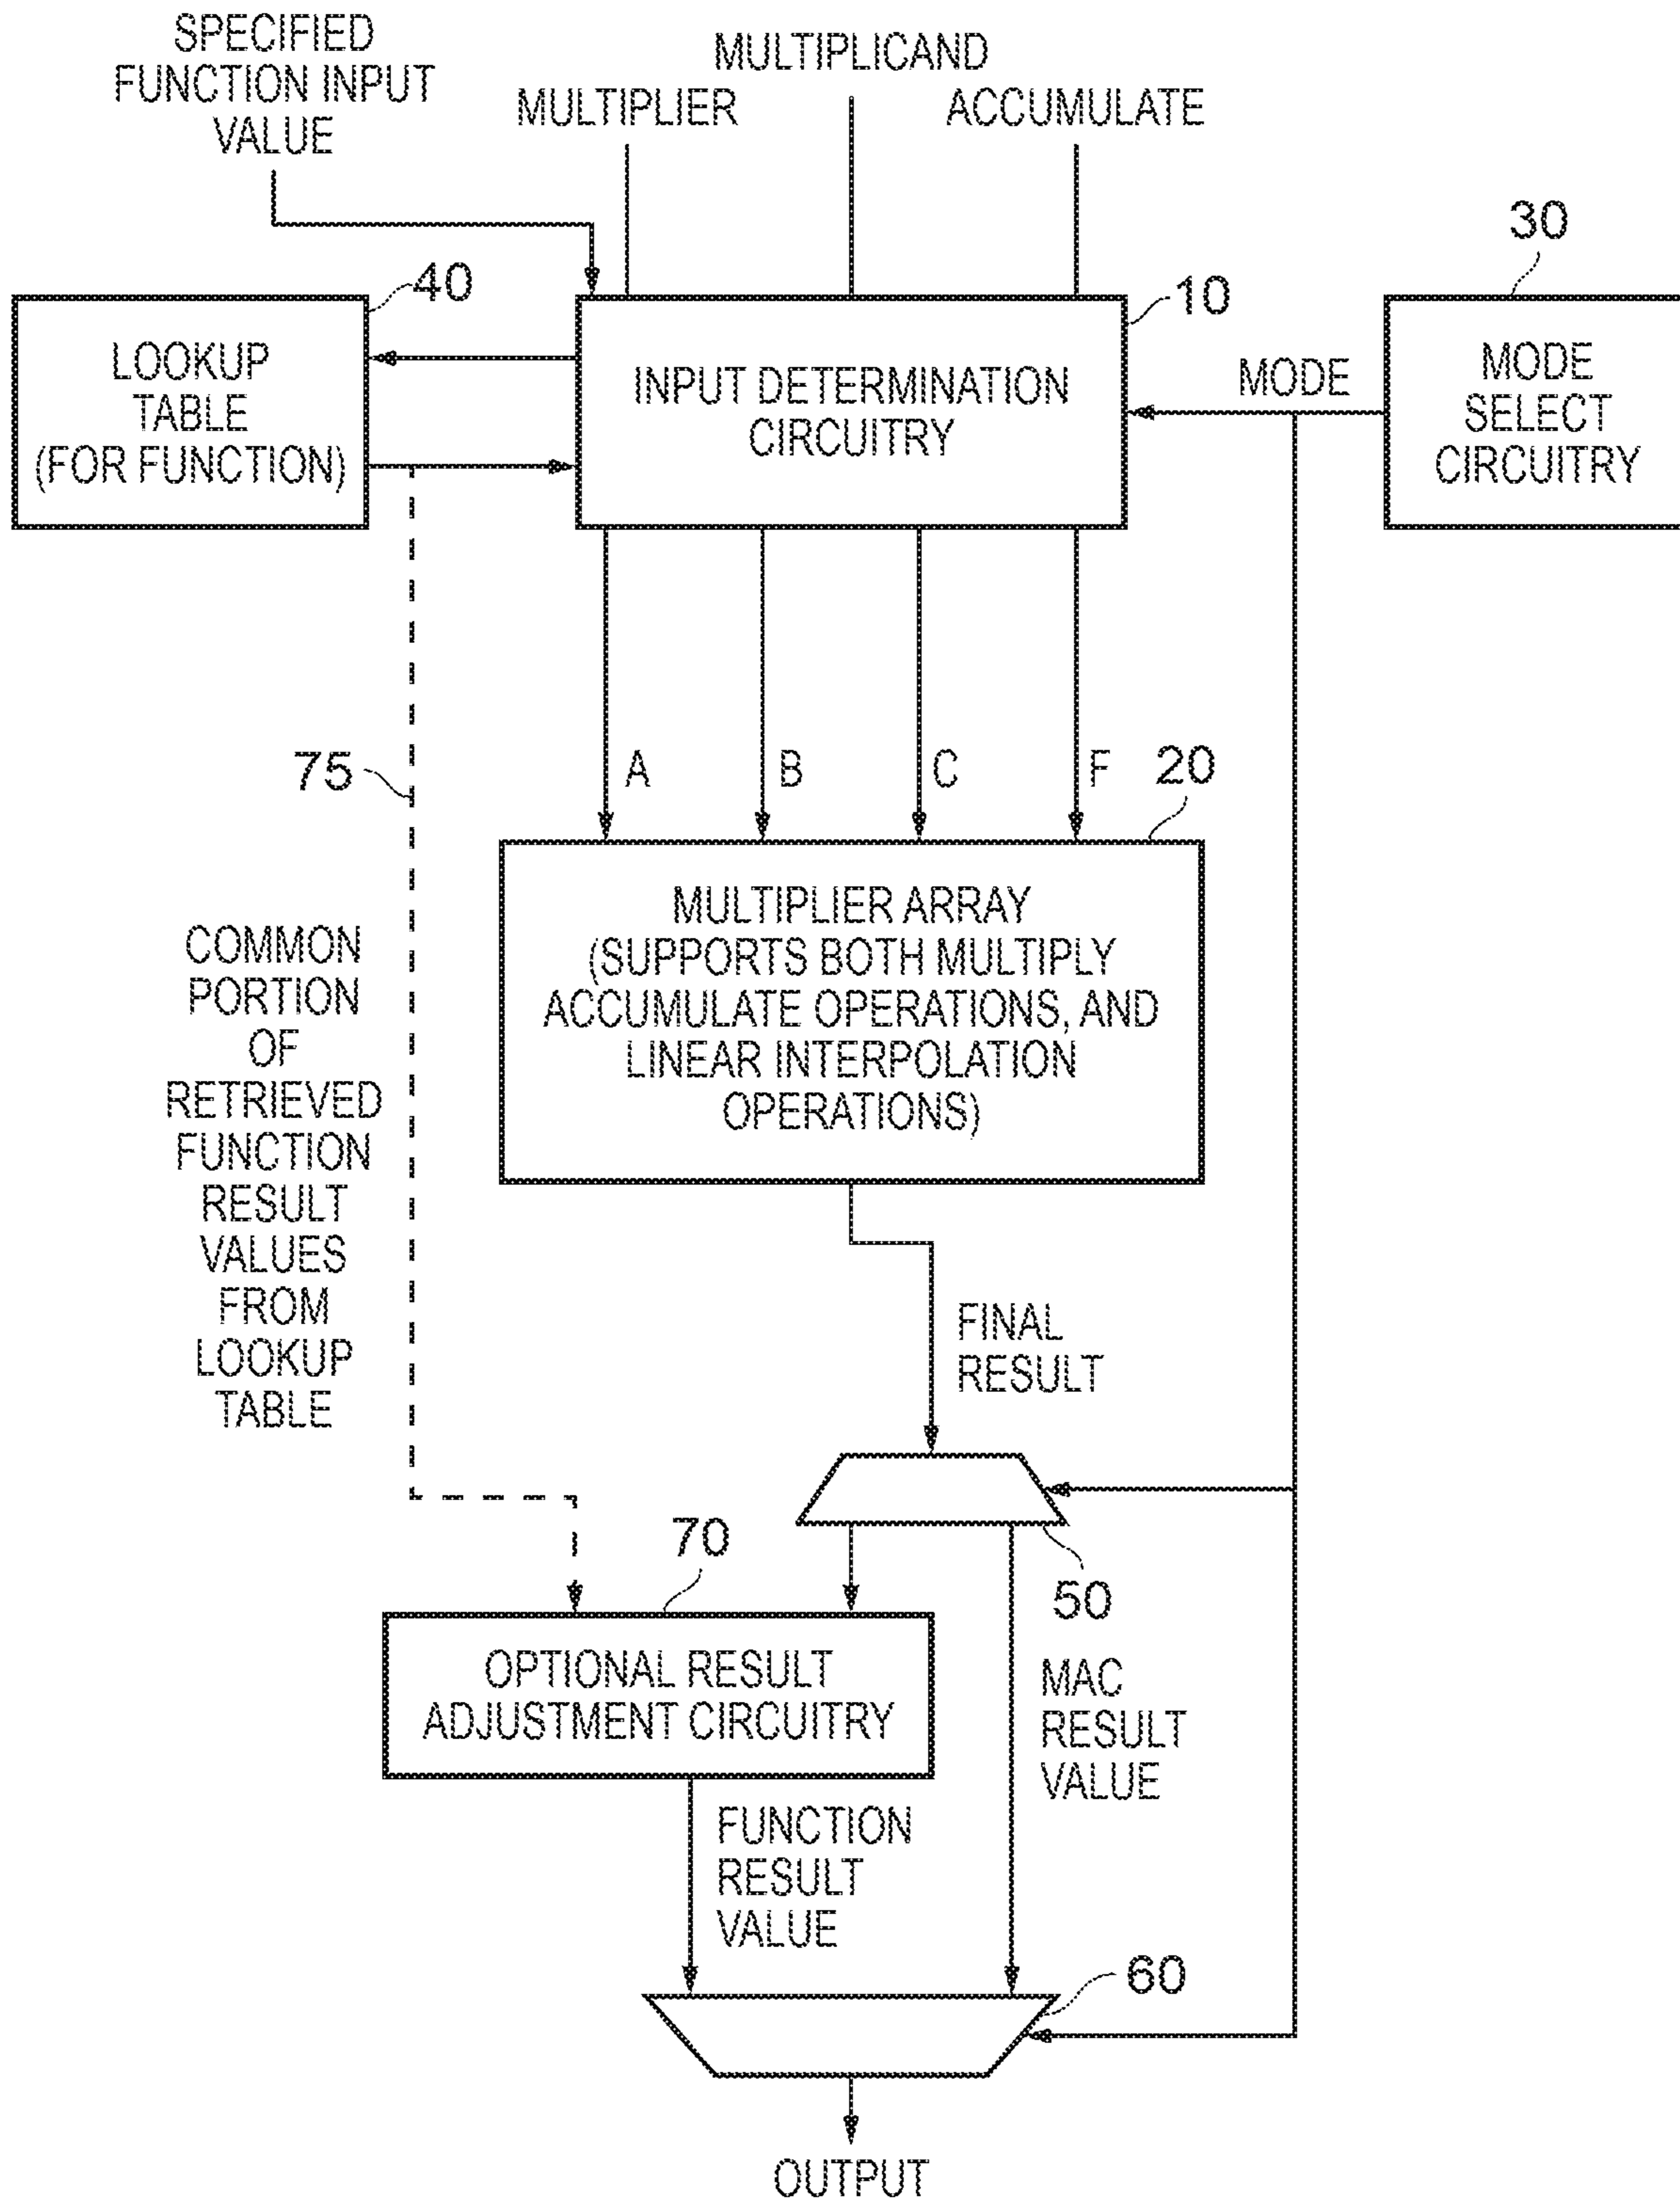 SPECIFIED
FUNCTION INPUT
VALUE
MULTIPLIER
MULTIPLICAND
ACCUMULATE
30
40
10
LOOKUP
TABLE
(FOR FUNCTION)
INPUT DETERMINATION
CIRCUITRY
MODE
MODE
SELECT
CIRCUITRY
75
A
B
C
F
20
MULTIPLIER ARRAY
(SUPPORTS BOTH MULTIPLY
ACCUMULATE OPERATIONS, AND
LINEAR INTERPOLATION
OPERATIONS)
COMMON
PORTION
OF
RETRIEVED
FUNCTION
RESULT
VALUES
FROM
LOOKUP
TABLE
FINAL
RESULT
70
50
OPTIONAL RESULT
ADJUSTMENT CIRCUITRY
MAC
RESULT
VALUE
FUNCTION
RESULT
VALUE
60
OUTPUT